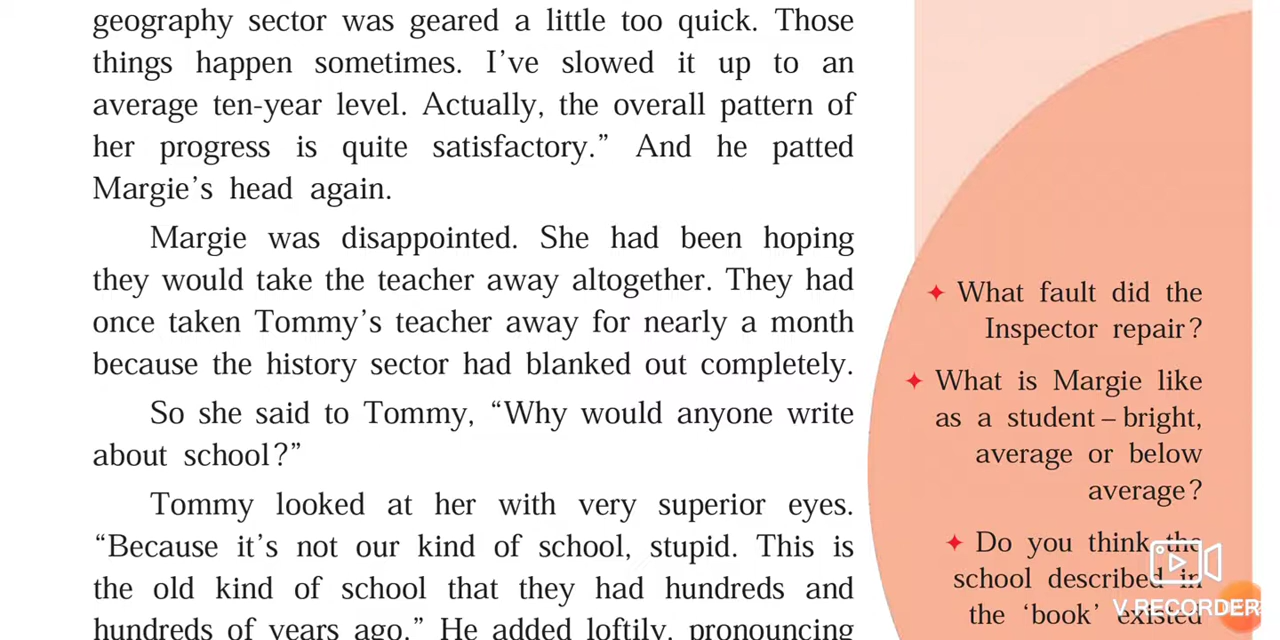 geography sector was geared a little too quick. Those
things happen sometimes. I've slowed it up to an
average ten-year level. Actually, the overall pattern of
her progress is quite satisfactory.” And he patted
Margie's head again.
Margie was disappointed. She had been hoping
they would take the teacher away altogether. They had
once taken Tommy's teacher away for nearly a month
because the history sector had blanked out completely.
So she said to Tommy, “Why would anyone write
about school?”
Tommy looked at her with very superior eyes.
“Because it's not our kind of school, stupid. This is
the old kind of school that they had hundreds and
hundreds of years ago.” He added loftily, pronouncing
✦ What fault did the
Inspector repair?
✦ What is Margie like
as a student – bright,
average or below
average?
✦ Do you think the
school described in
the ‘book’ existed
V.RECORDER